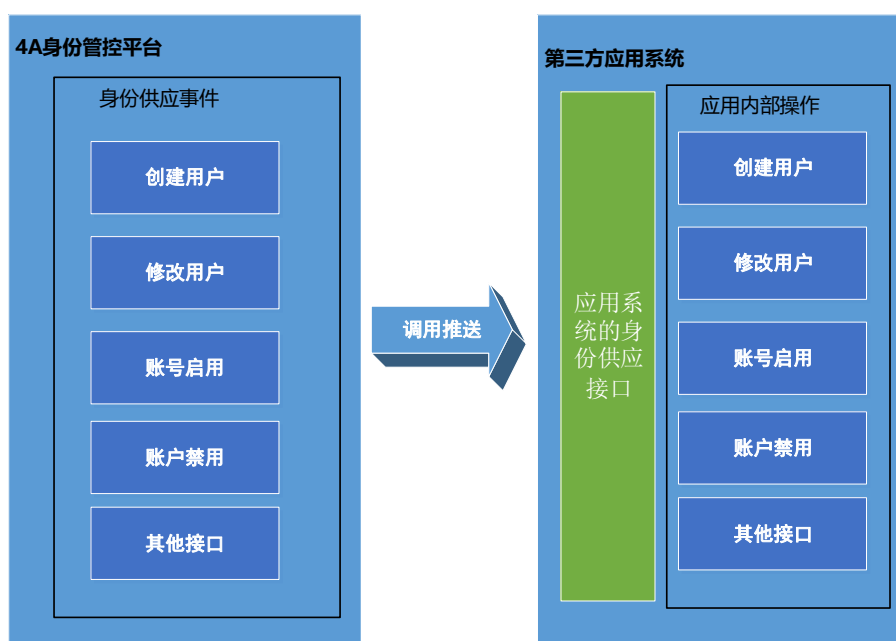 4A身份管控平台
身份供应事件
创建用户
修改用户
账号启用
账户禁用
其他接口
调用推送
第三方应用系统
应用系
统的身
份供应
接口
应用内部操作
创建用户
修改用户
账号启用
账户禁用
其他接口